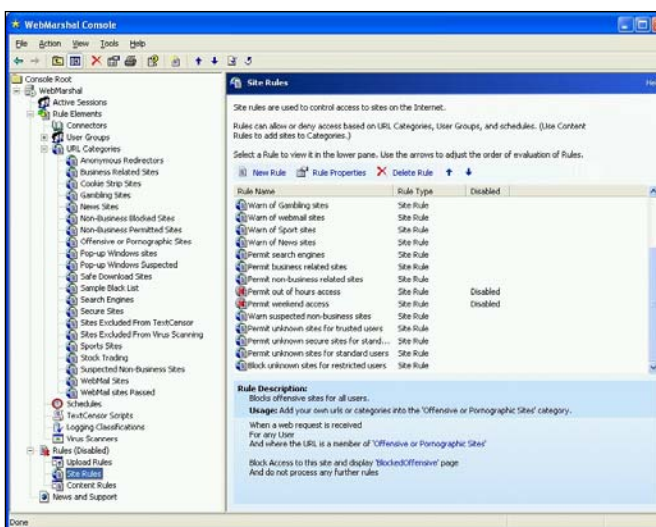 WebMarshal Console
File Action View Tools Help
Console Root
WebMarshal
Active Sessions
Rule Elements
Connectors
User Groups
URL Categories
Anonymous Redirectors
Business Related Sites
Cookie Strip Sites
Gambling Sites
News Sites
Non-Business Blocked Sites
Non-Business Permitted Sites
Offensive or Pornographic Sites
Pop-up Windows sites
Pop-up Windows Suspected
Safe Download Sites
Sample Black List
Search Engines
Secure Sites
Sites Excluded From TextCensor
Sites Excluded From Virus Scanning
Sports Sites
Stock Trading
Suspected Non-Business Sites
WebMail Sites
WebMail sites Passed
Schedules
TextCensor Scripts
Logging Classifications
Virus Scanners
Rules (Disabled)
Upload Rules
Site Rules
Content Rules
News and Support
Site Rules
Site rules are used to control access to sites on the Internet.
Rules can allow or deny access based on URL Categories, User Groups, and schedules. (Use Content
Rules to add sites to Categories.)
Select a Rule to view it in the lower pane. Use the arrows to adjust the order of evaluation of Rules.
New Rule Rule Properties Delete Rule
Rule Name Rule Type Disabled
Warn of Gambling sites Site Rule
Warn of webmail sites Site Rule
Warn of Sport sites Site Rule
Warn of News sites Site Rule
Permit search engines Site Rule
Permit business related sites Site Rule
Permit non-business related sites Site Rule
Permit out of hours access Site Rule Disabled
Permit weekend access Site Rule Disabled
Warn suspected non-business sites Site Rule
Permit unknown sites for trusted users Site Rule
Permit unknown secure sites for stand... Site Rule
Permit unknown sites for standard users Site Rule
Block unknown sites for restricted users Site Rule
Rule Description:
Blocks offensive sites for all users.
Usage: Add your own urls or categories into the 'Offensive or Pornographic Sites' category.
When a web request is received
For any User
And where the URL is a member of 'Offensive or Pornographic Sites'
Block Access to this site and display 'BlockedOffensive' page
And do not process any further rules
Done